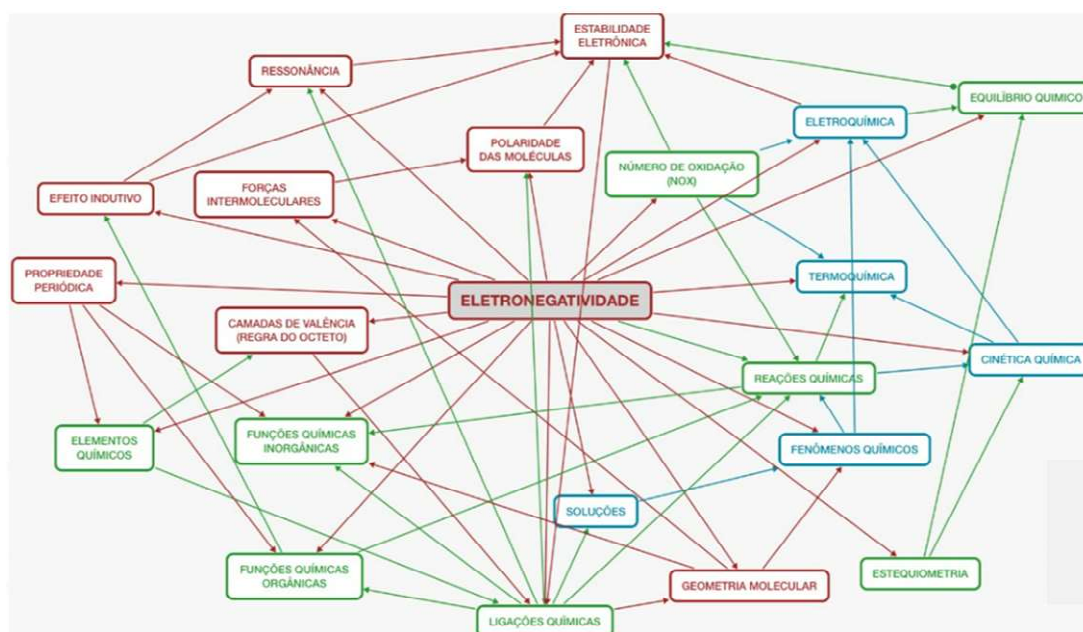 ESTABILIDADE
ELETRÔNICA
RESSONÂNCIA
EQUILÍBRIO QUIMICO
ELETROQUÍMICA
POLARIDADE
DAS MOLÉCULAS
NÚMERO DE OXIDAÇÃO
(NOX)
EFEITO INDUTIVO
FORÇAS
INTERMOLECULARES
PROPRIEDADE
PERIÓDICA
TERMOQUÍMICA
ELETRONEGATIVIDADE
CAMADAS DE VALÊNCIA
(REGRA DO OCTETO)
CINÉTICA QUÍMICA
REAÇÕES QUÍMICAS
ELEMENTOS
QUÍMICOS
FUNÇÕES QUÍMICAS
INORGÂNICAS
FENÔMENOS QUÍMICOS
SOLUÇÕES
FUNÇÕES QUÍMICAS
ORGÂNICAS
GEOMETRIA MOLECULAR
ESTEQUIOMETRIA
LIGAÇÕES QUÍMICAS